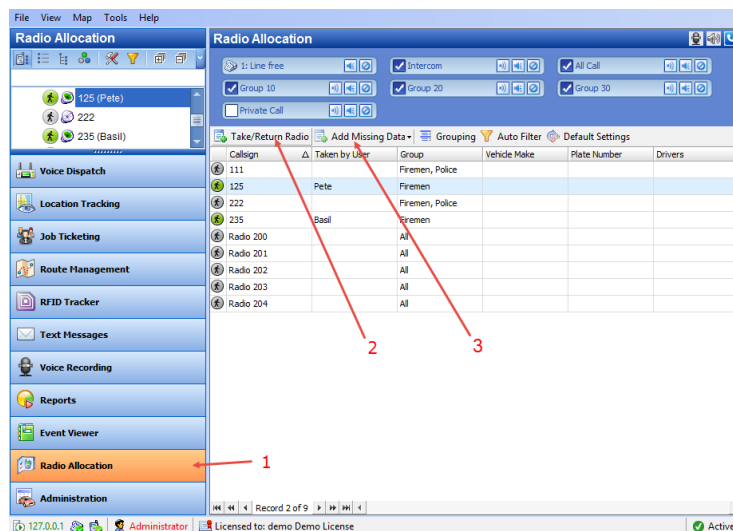 File View Map Tools Help
Radio Allocation
Radio Allocation
1: Line free
Intercom
All Call
Group 10
Group 20
Group 30
Private Call
125 (Pete)
222
235 (Basil)
Take/Return Radio Add Missing Data Grouping Auto Filter Default Settings
Callsign Taken by User Group Vehicle Make Plate Number Drivers
111 Firemen, Police
125 Pete Firemen
222 Firemen, Police
235 Basil Firemen
Radio 200 All
Radio 201 All
Radio 202 All
Radio 203 All
Radio 204 All
Voice Dispatch
Location Tracking
Job Ticketing
Route Management
RFID Tracker
Text Messages
Voice Recording
Reports
Event Viewer
Radio Allocation
Administration
1
2
3
Record 2 of 9
127.0.0.1 Administrator Licensed to: demo Demo License Active